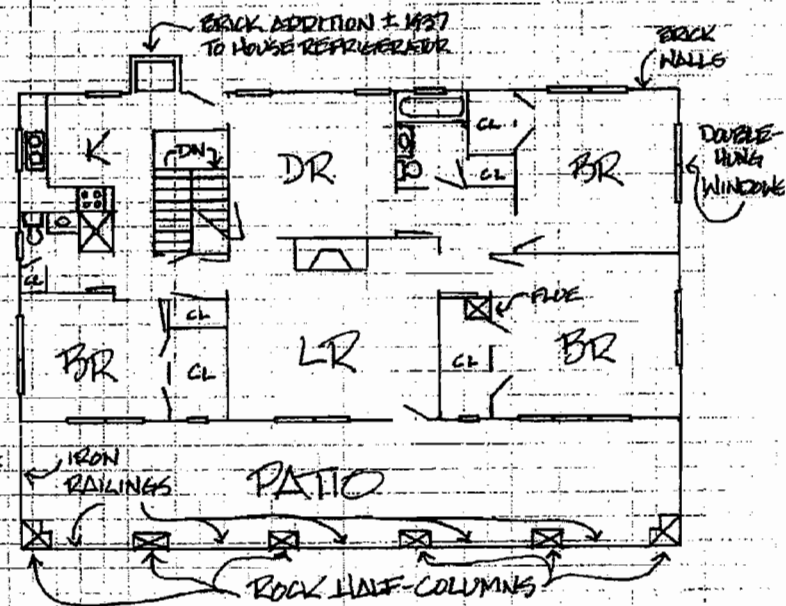 BRICK ADDITION ± 1937
TO HOUSE REFRIGERATOR
BRICK
WALLS
DOUBLE-
HUNG
WINDOWS
K
DN
DR
CL
CL
BR
CL
FLUE
BR
CL
CL
LR
CL
BR
IRON
RAILINGS
PATIO
ROCK HALF-COLUMNS